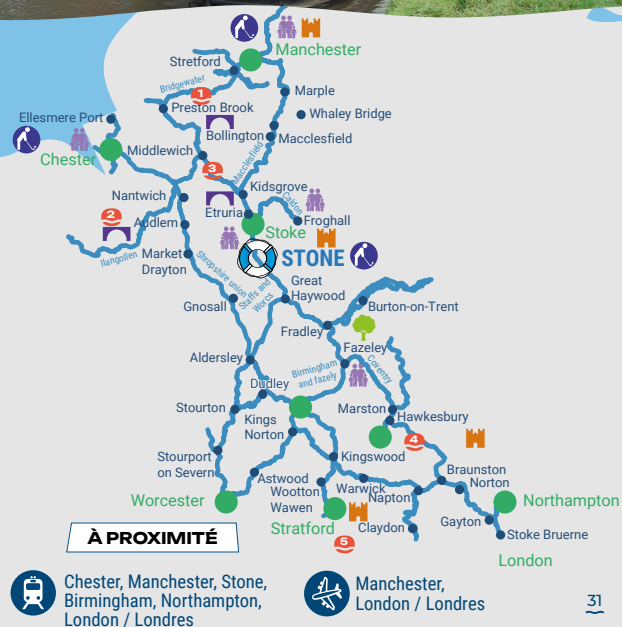 Manchester
Stretford
Bridgewater
1
Marple
Preston Brook
Whaley Bridge
Ellesmere Port
Bollington
Macclesfield
Chester
Middlewich
3
Macclesfield
Kidsgrove
Nantwich
Caldon
2
Etruria
Froghall
Audlem
Stoke
llangollen
Market
Drayton
STONE
Shropshire union
Staffs and
Worcs
Great
Haywood
Gnosall
Burton-on-Trent
Fradley
Fazeley
Aldersley
Birmingham
and fazely
Coventry
Dudley
Stourton
Marston
Kings
Norton
Hawkesbury
4
Stourport
on Severn
Kingswood
Braunston
Astwood
Norton
Wootton
Wawen
Warwick
Napton
Worcester
Northampton
Stratford
Claydon
Gayton
Stoke Bruerne
5
London
À PROXIMITÉ
Chester, Manchester, Stone,
Birmingham, Northampton,
London / Londres
Manchester,
London / Londres
31